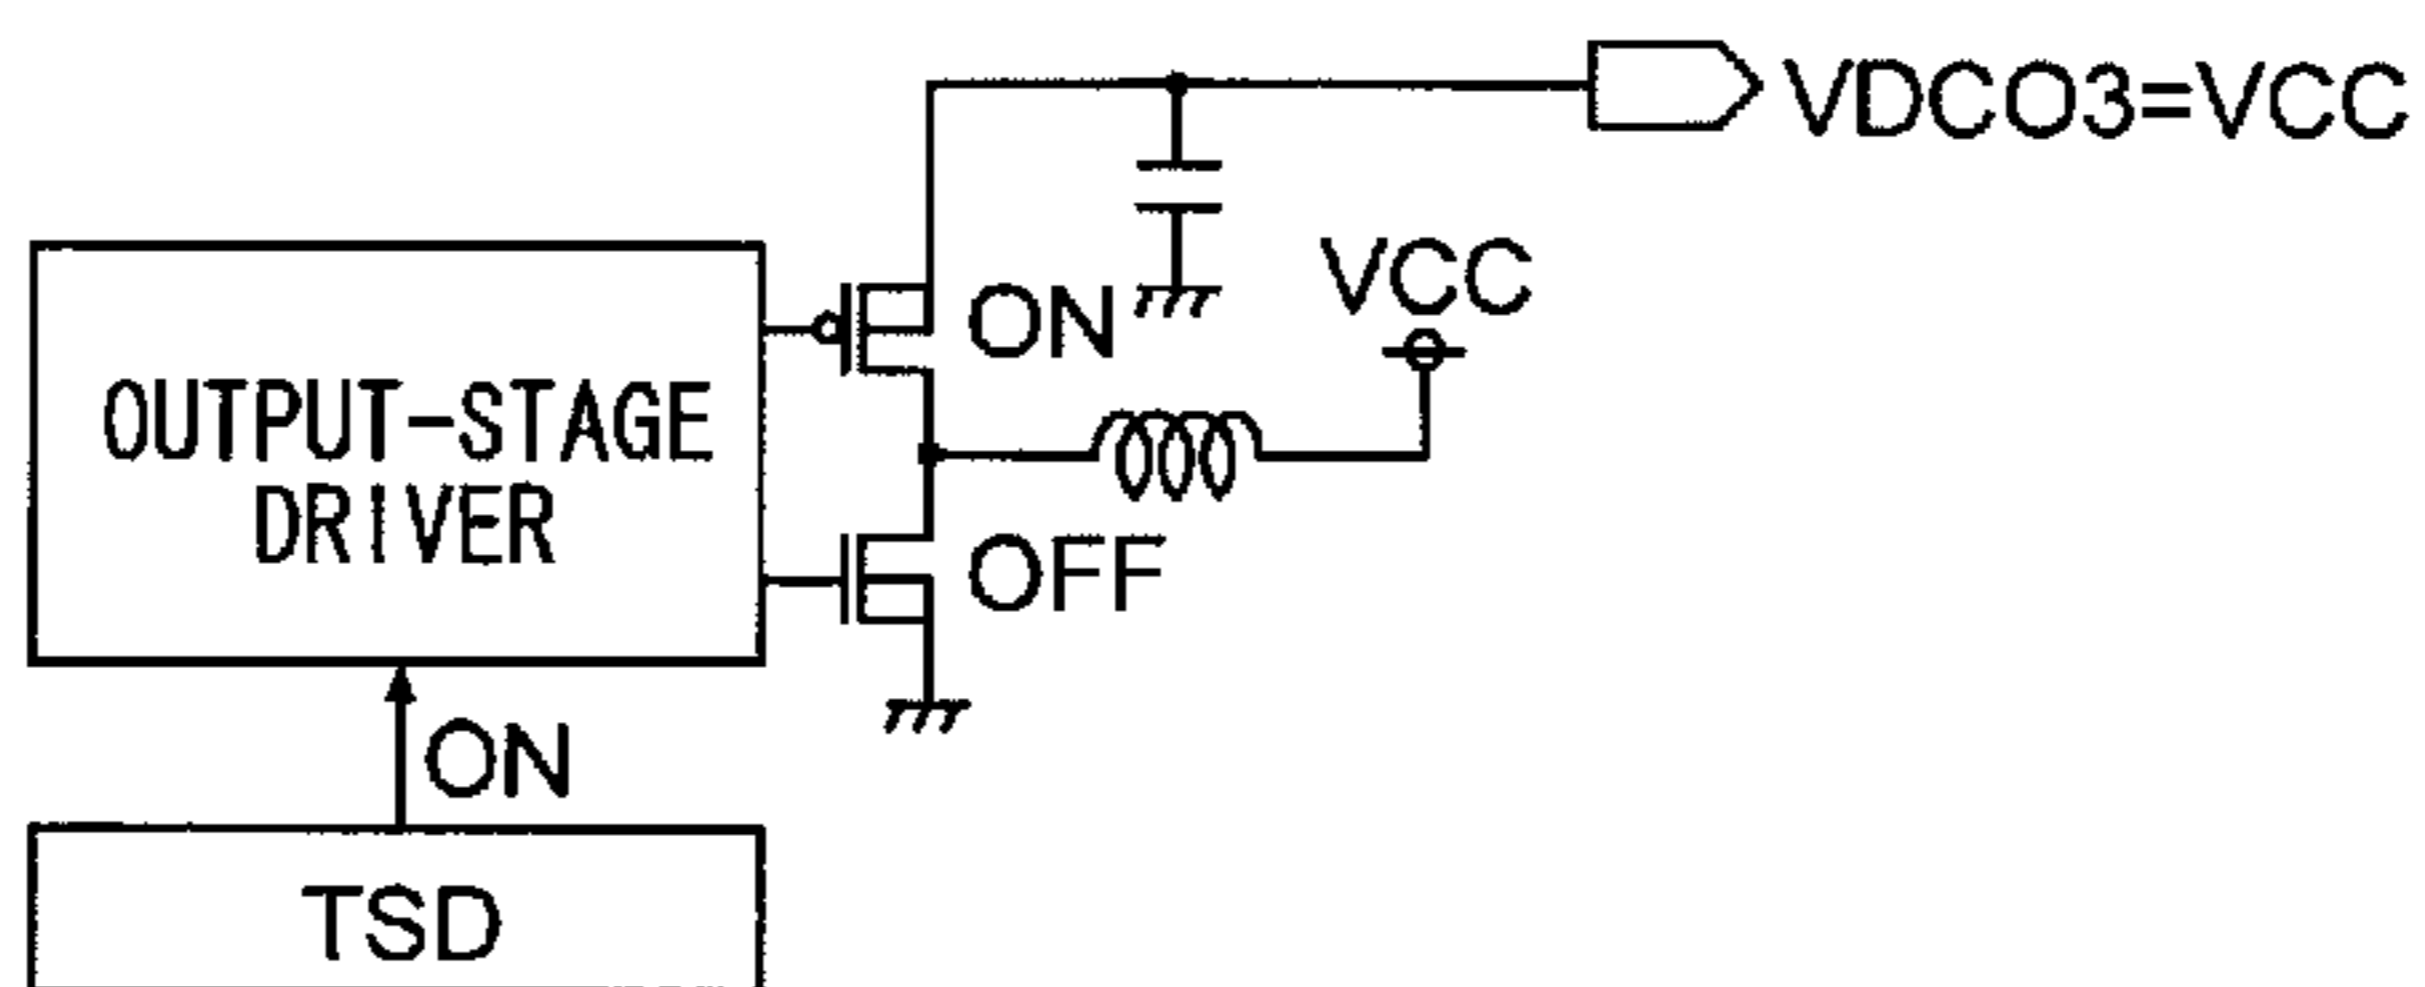 VDCO3=VCC
VCC
ON
OUTPUT-STAGE
DRIVER
OFF
ON
TSD